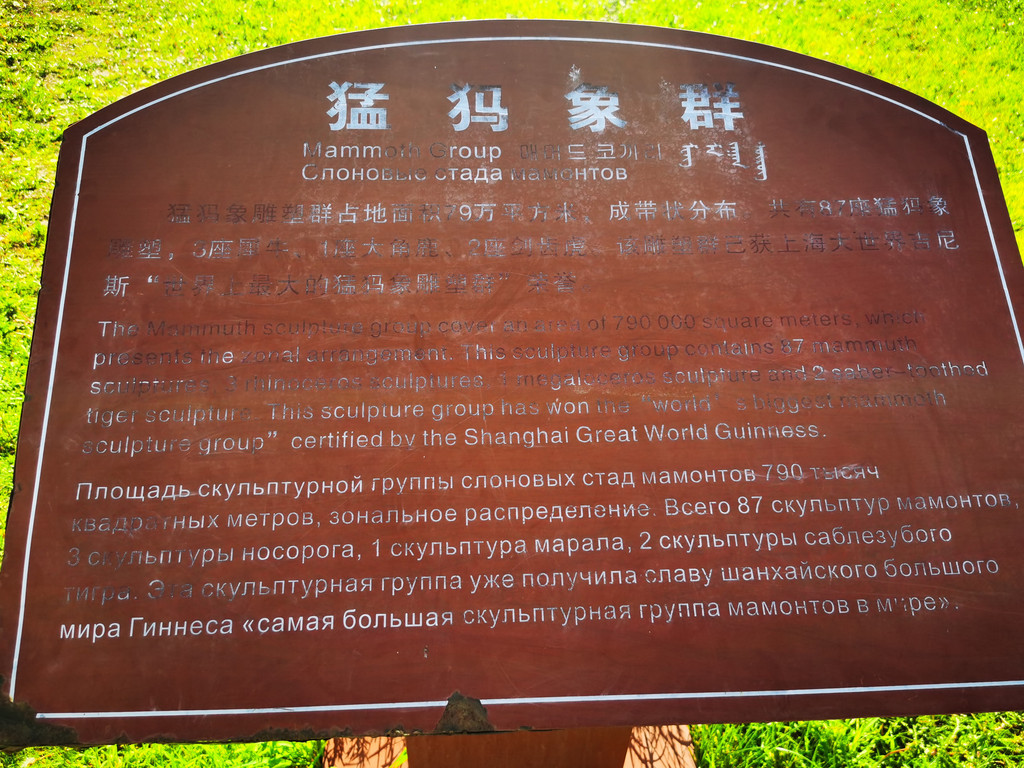 猛犸象群
Mammoth Group 매머드 코끼리
Слоновые стада мамонтов
猛犸象雕塑群占地面积79万平方米、成带状分布，共有87座猛犸象
雕塑，3座犀牛、1座大角鹿、2座剑齿虎、该雕塑群已获上海大世界吉尼
斯“世界上最大的猛犸象雕塑群”荣誉
The Mammuth sculpture group cover an area of 790 000 square meters, which
presents the zonal arrangement. This sculpture group contains 87 mammuth
sculptures, 3 rhinoceros sculptures, 1 megaloceros sculpture and 2 saber-toothed
tiger sculpture. This sculpture group has won the “world’s biggest mammoth
sculpture group” certified by the Shanghai Great World Guinness.
Площадь скульптурной группы слоновых стад мамонтов 790 тысяч
квадратных метров, зональное распределение. Всего 87 скульптур мамонтов,
3 скульптуры носорога, 1 скульптура марала, 2 скульптуры саблезубого
тигра. Эта скульптурная группа уже получила славу шанхайского большого
мира Гиннеса «самая большая скульптурная группа мамонтов в мире».